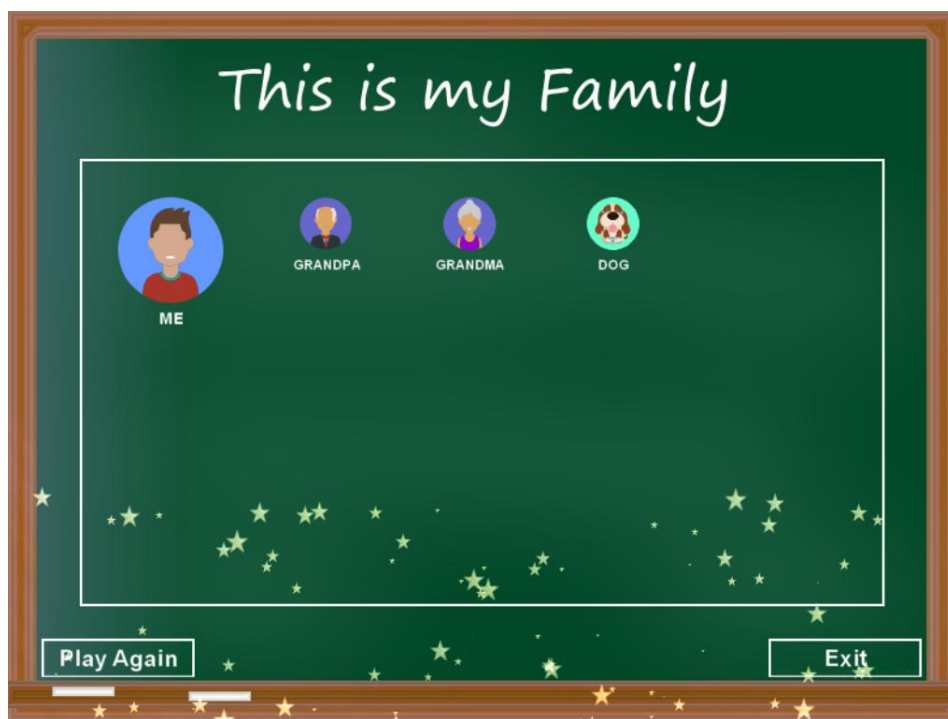 This is my Family
GRANDPA
GRANDMA
DOG
ME
Play Again
Exit